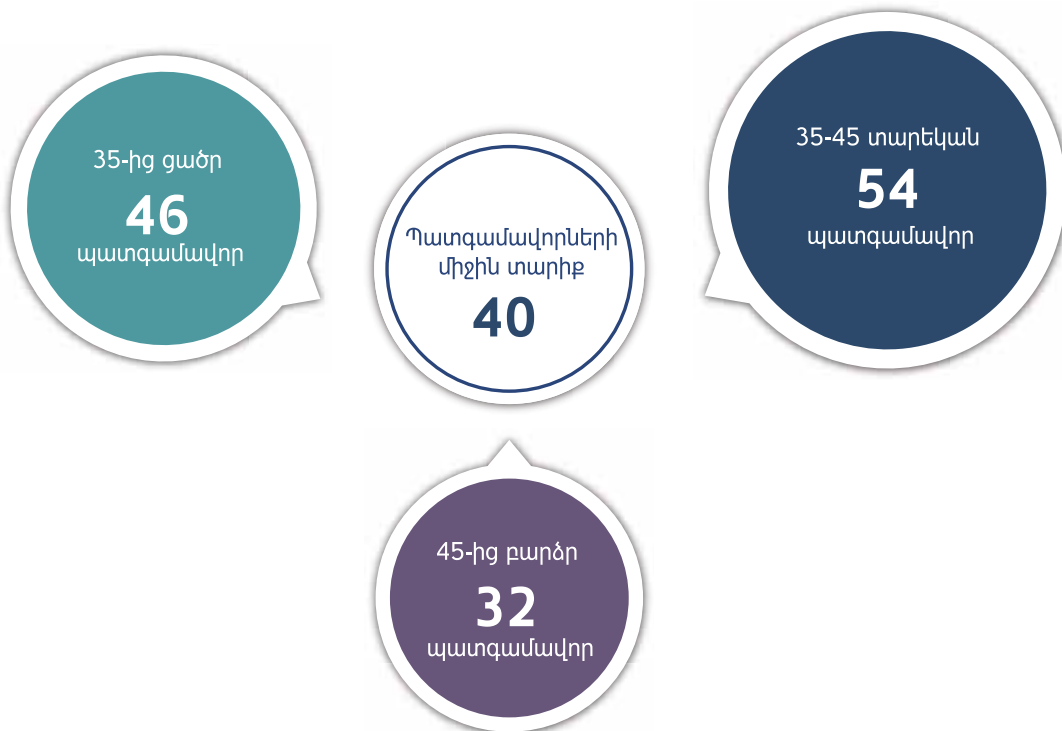 35-ից ցածր
46
պատգամավոր
Պատգամավորների
միջին տարիք
40
35-45 տարեկան
54
պատգամավոր
45-ից բարձր
32
պատգամավոր